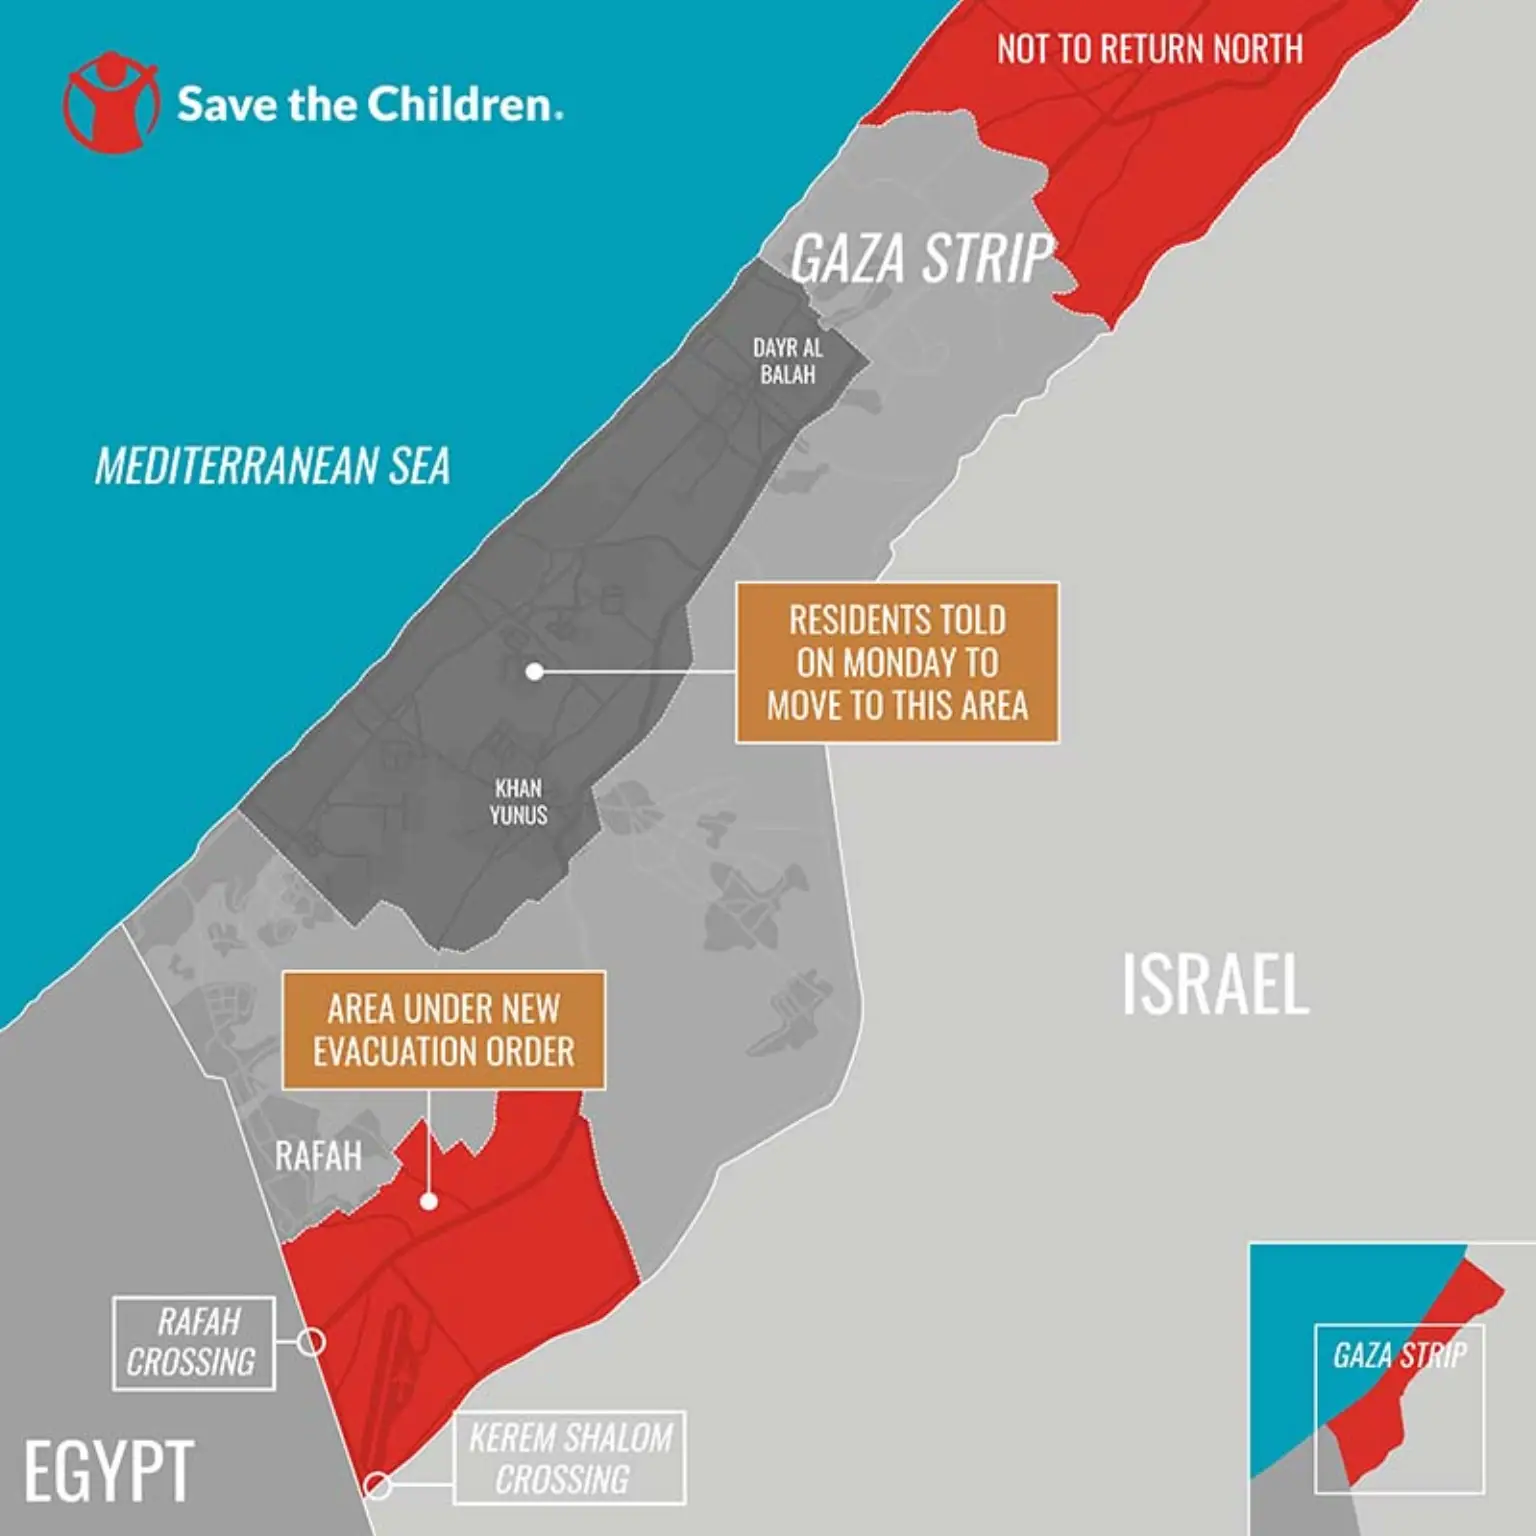 NOT TO RETURN NORTH
Save the Children.
GAZA STRIP
DAYR AL
BALAH
MEDITERRANEAN SEA
RESIDENTS TOLD
ON MONDAY TO
MOVE TO THIS AREA
KHAN
YUNUS
ISRAEL
AREA UNDER NEW
EVACUATION ORDER
RAFAH
RAFAH
CROSSING
GAZA STRIP
KEREM SHALOM
CROSSING
EGYPT